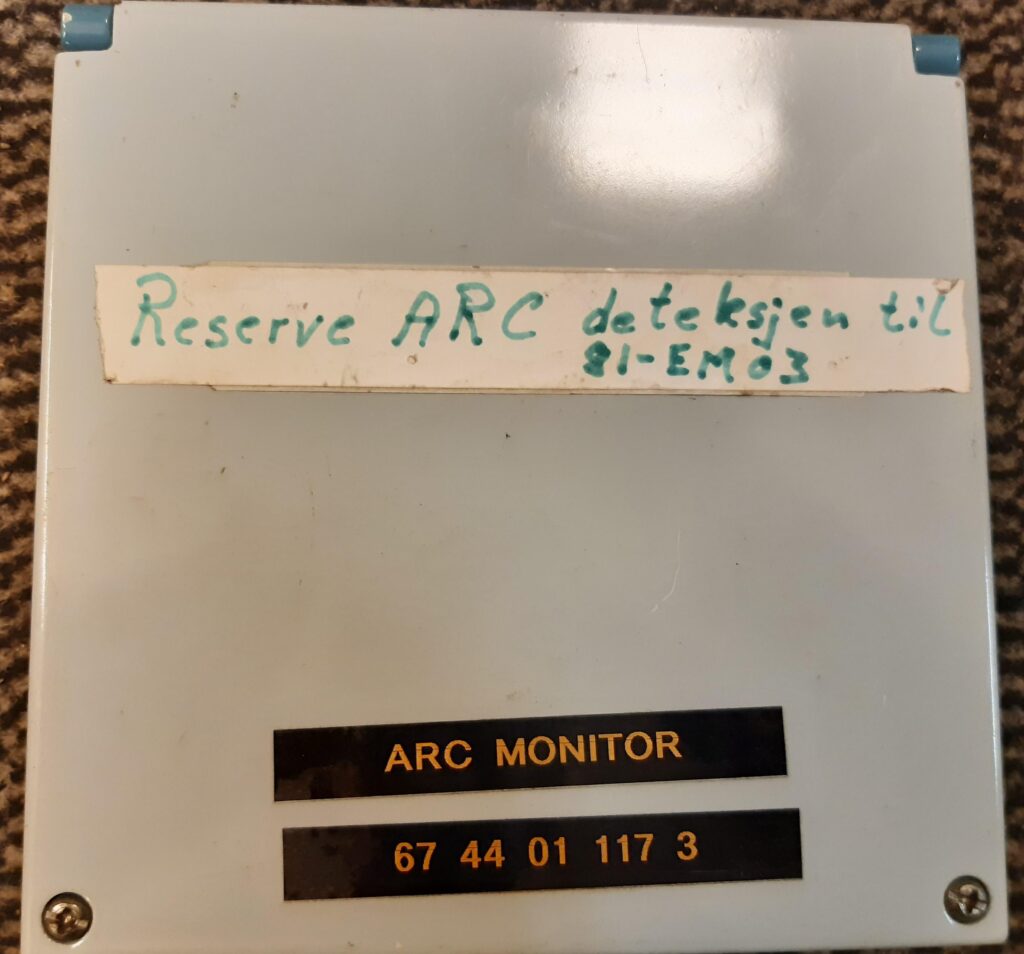 Reserve ARC deteksjen til
81-EM03
ARC MONITOR
67 44 01 117 3